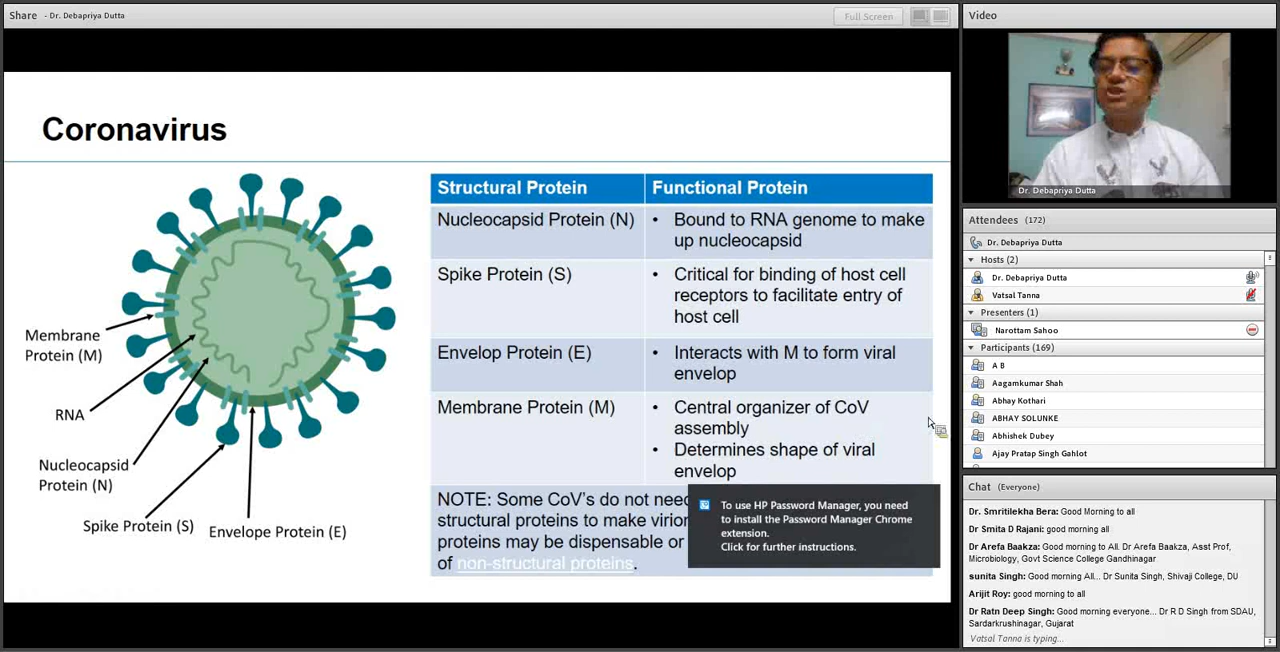 Share - Dr. Debapriya Dutta
Full Screen
Coronavirus
Membrane
Protein (M)
RNA
Nucleocapsid
Protein (N)
Spike Protein (S)
Envelope Protein (E)
Structural Protein Functional Protein
Nucleocapsid Protein (N) • Bound to RNA genome to make
up nucleocapsid
Spike Protein (S) • Critical for binding of host cell
receptors to facilitate entry of
host cell
Envelop Protein (E) • Interacts with M to form viral
envelop
Membrane Protein (M) • Central organizer of CoV
assembly
• Determines shape of viral
envelop
NOTE: Some CoV's do not need
structural proteins to make virion
proteins may be dispensable or
of non-structural proteins.
To use HP Password Manager, you need
to install the Password Manager Chrome
extension.
Click for further instructions.
Video
Dr. Debapriya Dutta
Attendees (172)
Dr. Debapriya Dutta
Hosts (2)
Dr. Debapriya Dutta
Vatsal Tanna
Presenters (1)
Narottam Sahoo
Participants (169)
A B
Aagamkumar Shah
Abhay Kothari
ABHAY SOLUNKE
Abhishek Dubey
Ajay Pratap Singh Gahlot
Chat (Everyone)
Dr. Smritilekha Bera: Good Morning to all
Dr Smita D Rajani: good morning all
Dr Arefa Baakza: Good morning to All. Dr Arefa Baakza, Asst Prof,
Microbiology, Govt Science College Gandhinagar
sunita Singh: Good morning All... Dr Sunita Singh, Shivaji College, DU
Arijit Roy: good morning to all
Dr Ratn Deep Singh: Good morning everyone... Dr R D Singh from SDAU,
Sardarkrushinagar, Gujarat
Vatsal Tanna is typing...